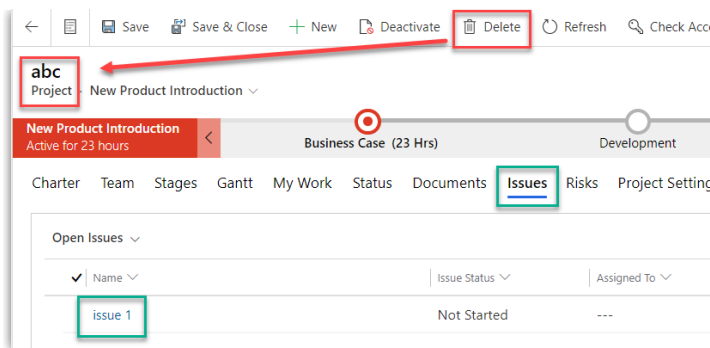 Save Save & Close New Deactivate Delete Refresh Check Acc
abc
Project · New Product Introduction
New Product Introduction
Active for 23 hours
Business Case (23 Hrs)
Development
Charter Team Stages Gantt My Work Status Documents Issues Risks Project Setting
Open Issues
Name Issue Status Assigned To
issue 1 Not Started ---